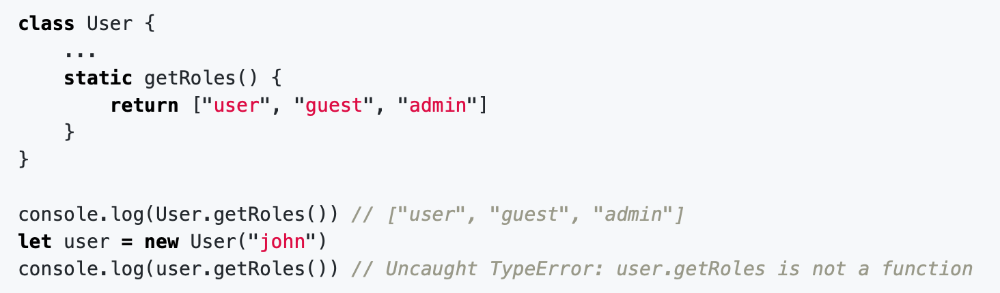 class User {
    ...
    static getRoles() {
        return ["user", "guest", "admin"]
    }
}

console.log(User.getRoles()) // ["user", "guest", "admin"]
let user = new User("john")
console.log(user.getRoles()) // Uncaught TypeError: user.getRoles is not a function